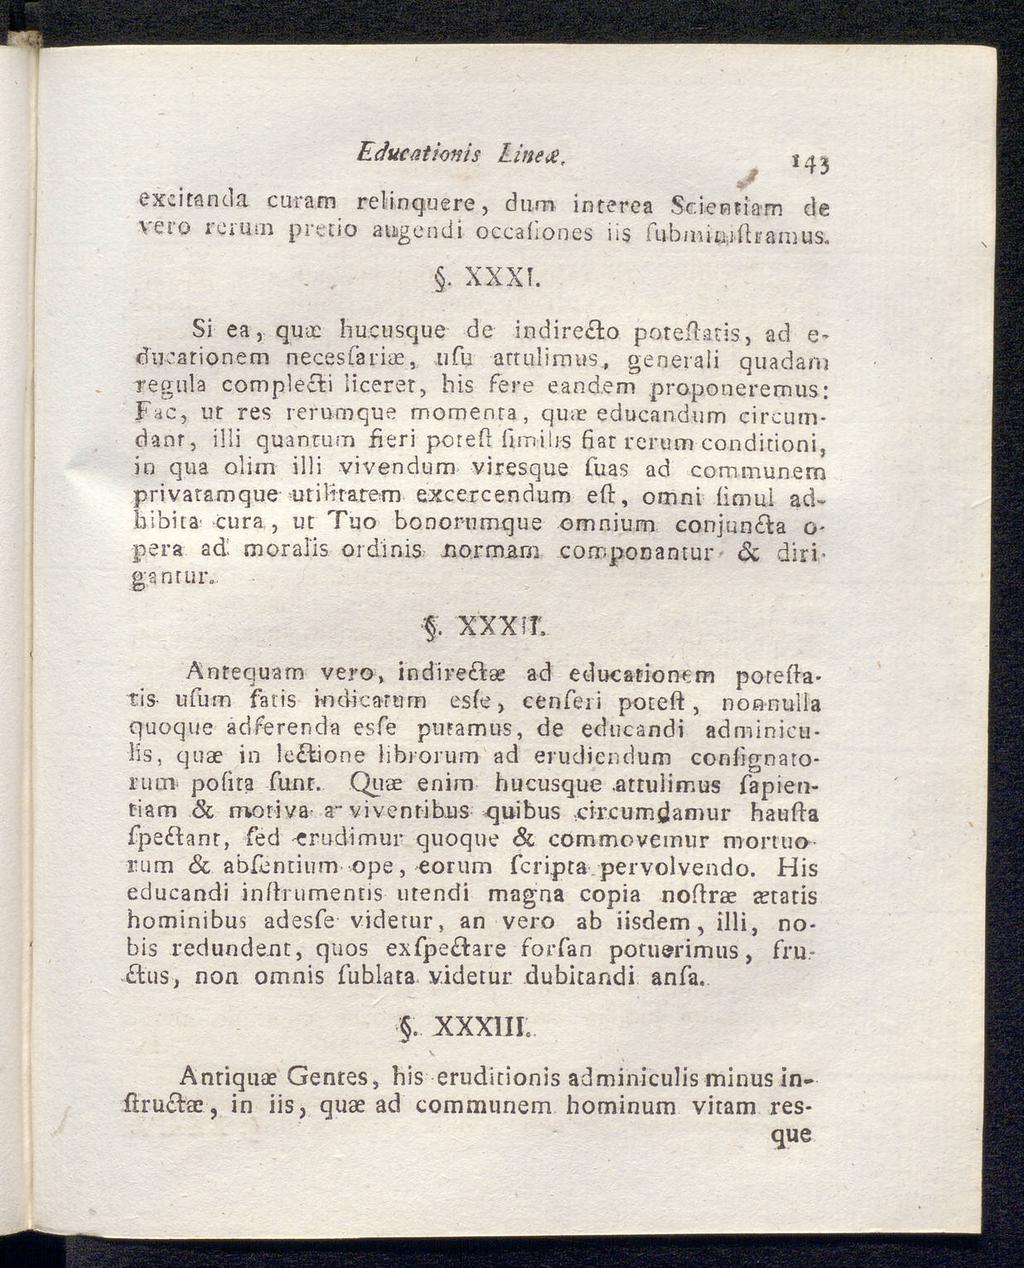 Educationis Lineæ. 143
excitanda curam relinquere, dum interea Scientiam de
vero rerum pretio augendi occaſiones iis ſubminiſtramus.
§. XXXI.
Si ea, quæ hucusque de indirecto poteſtatis, ad e-
ducationem necesſariæ, uſu attulimus, generali quadam
regula complecti liceret, his fere eandem proponeremus:
Fac, ut res rerumque momenta, quæ educandum circum-
dant, illi quantum fieri poteſt ſimilis fiat rerum conditioni,
in qua olim illi vivendum viresque ſuas ad communem
privatamque utilitatem excercendum eſt, omni ſimul ad-
hibita cura, ut Tuo bonorumque omnium conjuncta o-
pera ad moralis ordinis normam componantur & diri-
gantur.
§. XXXII.
Antequam vero, indirectæ ad educationem poteſta-
tis uſum ſatis indicatum esſe, cenſeri poteſt, nonnulla
quoque adferenda esſe putamus, de educandi adminicu-
lis, quæ in lectione librorum ad erudiendum conſignato-
rum poſita ſunt. Quæ enim hucusque attulimus ſapien-
tiam & motiva a viventibus quibus circumdamur hauſta
ſpectant, ſed erudimur quoque & commovemur mortuo-
rum & abſentium ope, eorum ſcripta pervolvendo. His
educandi inſtrumentis utendi magna copia noſtræ ætatis
hominibus adesſe videtur, an vero ab iisdem, illi, no-
bis redundent, quos exſpectare forſan potuerimus, fru-
ctus, non omnis ſublata videtur dubitandi anſa.
§. XXXIII.
Antiquæ Gentes, his eruditionis adminiculis minus in-
ſtructæ, in iis, quæ ad communem hominum vitam res-
que